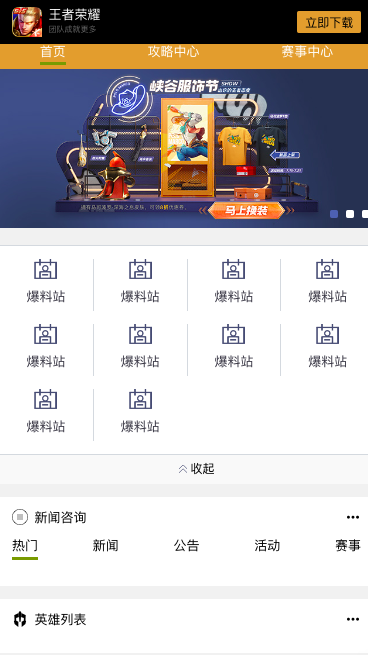 王者荣耀
团队成就更多
立即下载
首页 攻略中心 赛事中心
峡谷服饰节 SHOW
马上换装
爆料站 爆料站 爆料站 爆料站
爆料站 爆料站 爆料站 爆料站
爆料站 爆料站
收起
新闻咨询
热门 新闻 公告 活动 赛事
英雄列表